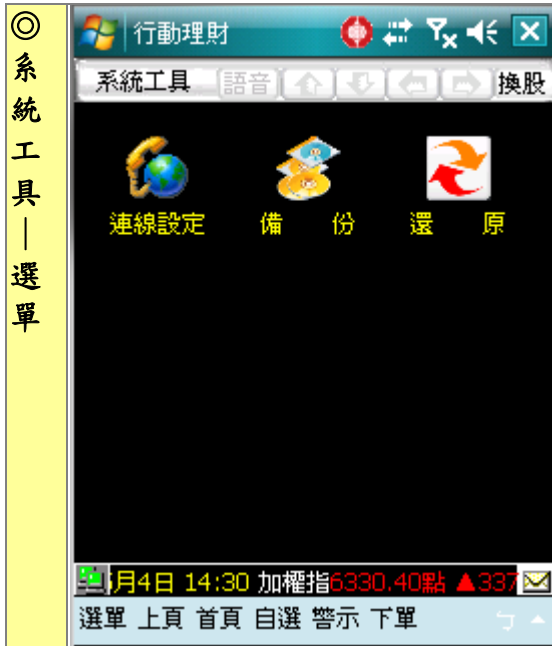 ◎系統工具—選單
行動理財
系統工具 語音 換股
連線設定 備 份 還 原
月4日 14:30 加權指6330.40點 ▲337
選單 上頁 首頁 自選 警示 下單 ㄅ